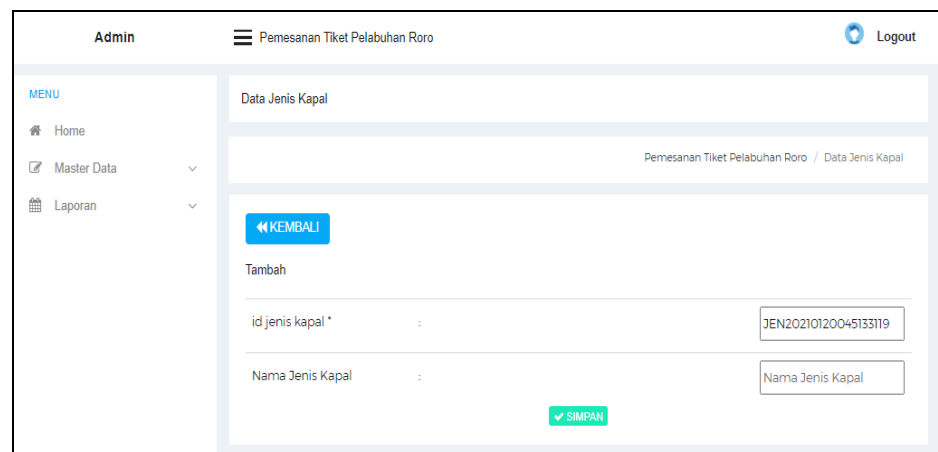 Admin
Pemesanan Tiket Pelabuhan Roro
Logout
MENU
Home
Master Data
Laporan
Data Jenis Kapal
Pemesanan Tiket Pelabuhan Roro / Data Jenis Kapal
KEMBALI
Tambah
id jenis kapal * : JEN20210120045133119
Nama Jenis Kapal : Nama Jenis Kapal
SIMPAN